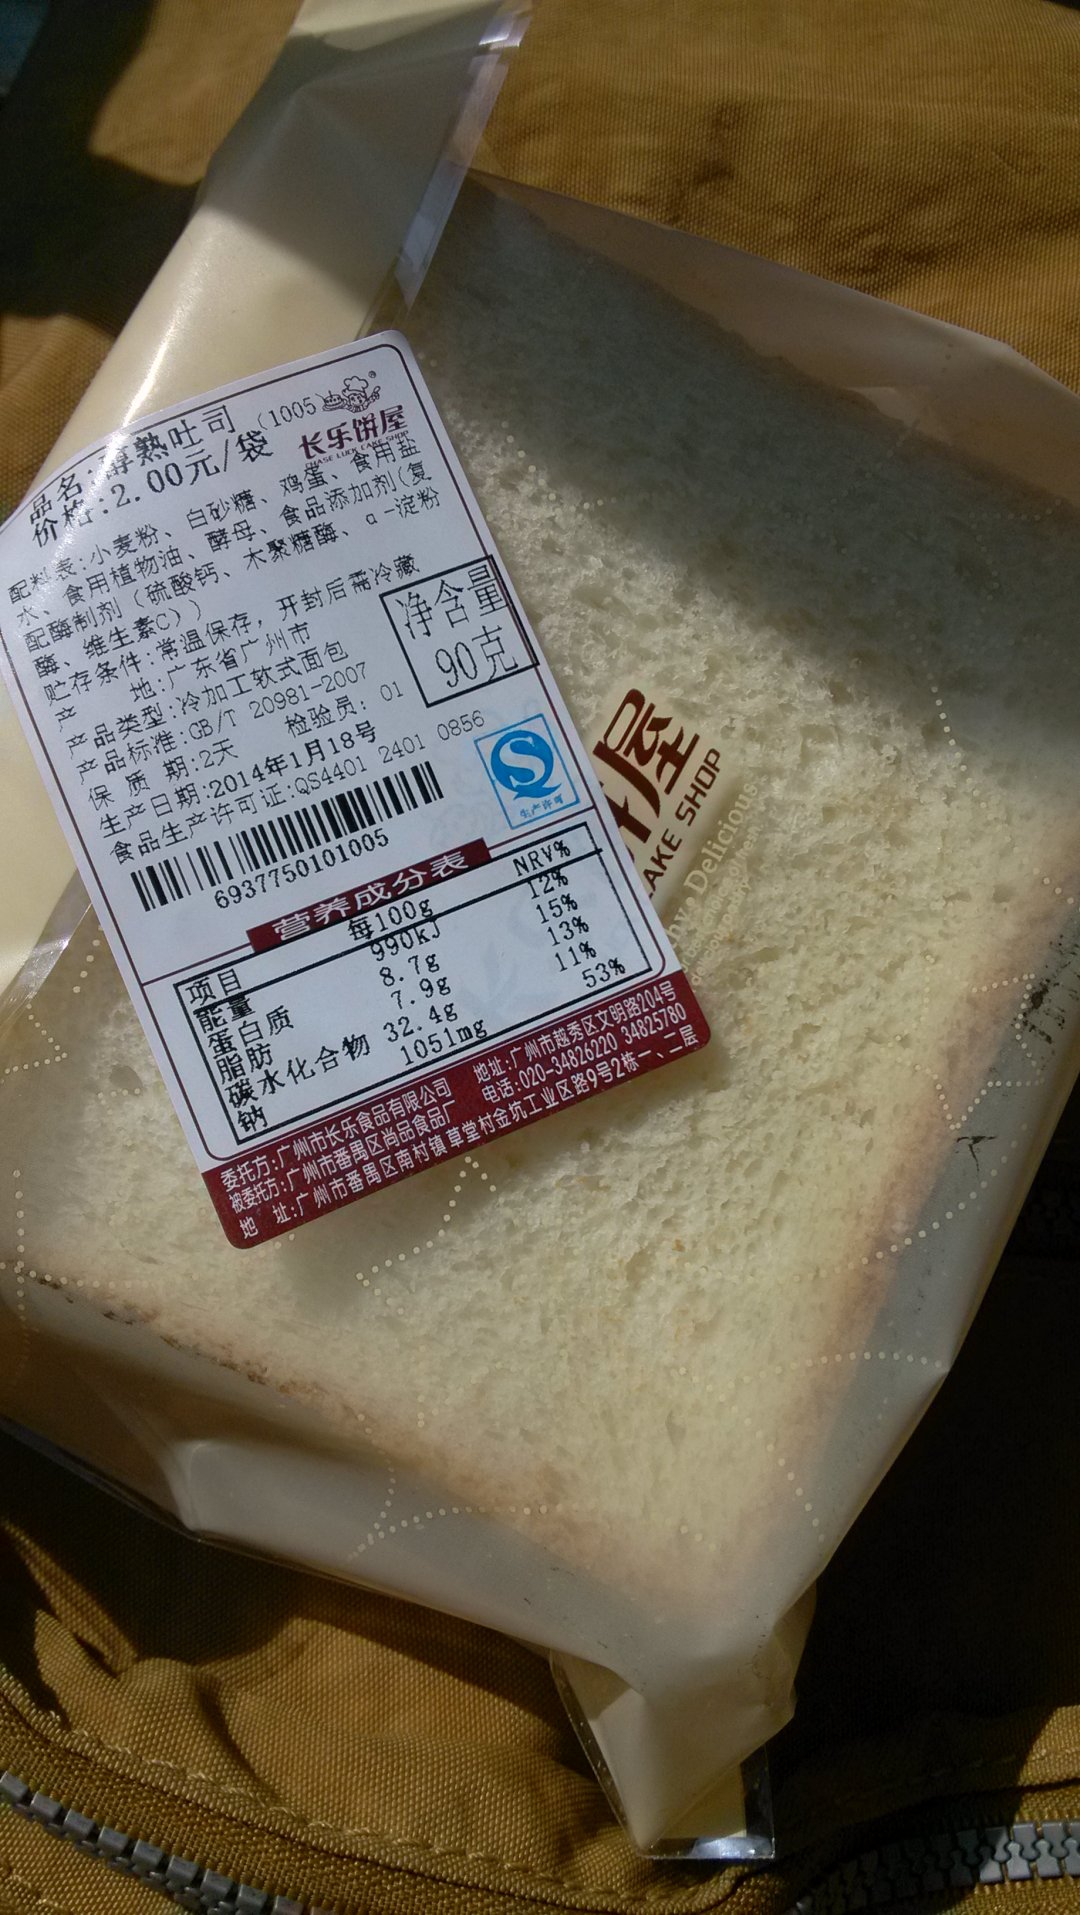 品名:醇熟吐司 (1005)
价格:2.00元/袋
长乐饼屋
CHASE LUCK CAKE SHOP
配料表:小麦粉、白砂糖、鸡蛋、食用盐
水、食用植物油、酵母、食品添加剂(复
配酶制剂(硫酸钙、木聚糖酶、α-淀粉
酶、维生素C))
贮存条件:常温保存,开封后需冷藏
产 地:广东省广州市
产品类型:冷加工软式面包
产品标准:GB/T 20981-2007
保 质 期:2天 检验员: 01
生产日期:2014年1月18号
食品生产许可证:QS4401 2401 0856
净含量
90克
生产许可
6937750101005
营养成分表
项目 每100g NRV%
能量 990kJ 12%
蛋白质 8.7g 15%
脂肪 7.9g 13%
碳水化合物 32.4g 11%
钠 1051mg 53%
委托方:广州市长乐食品有限公司 地址:广州市越秀区文明路204号
被委托方:广州市番禺区尚品食品厂 电话:020-34826220 34825780
地 址:广州市番禺区南村镇草堂村金坑工业区路9号2栋一、二层
饼屋
CAKE SHOP
Delicious